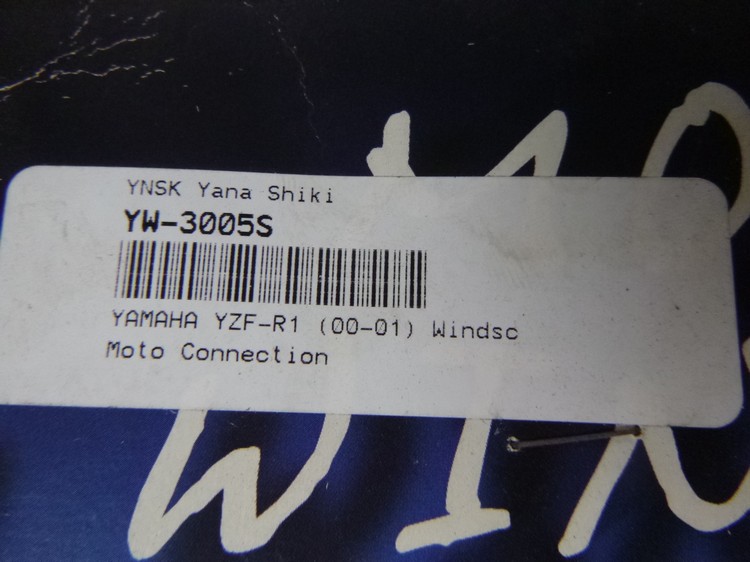 YNSK Yana Shiki
YW-3005S
YAMAHA YZF-R1 (00-01) Windsc
Moto Connection